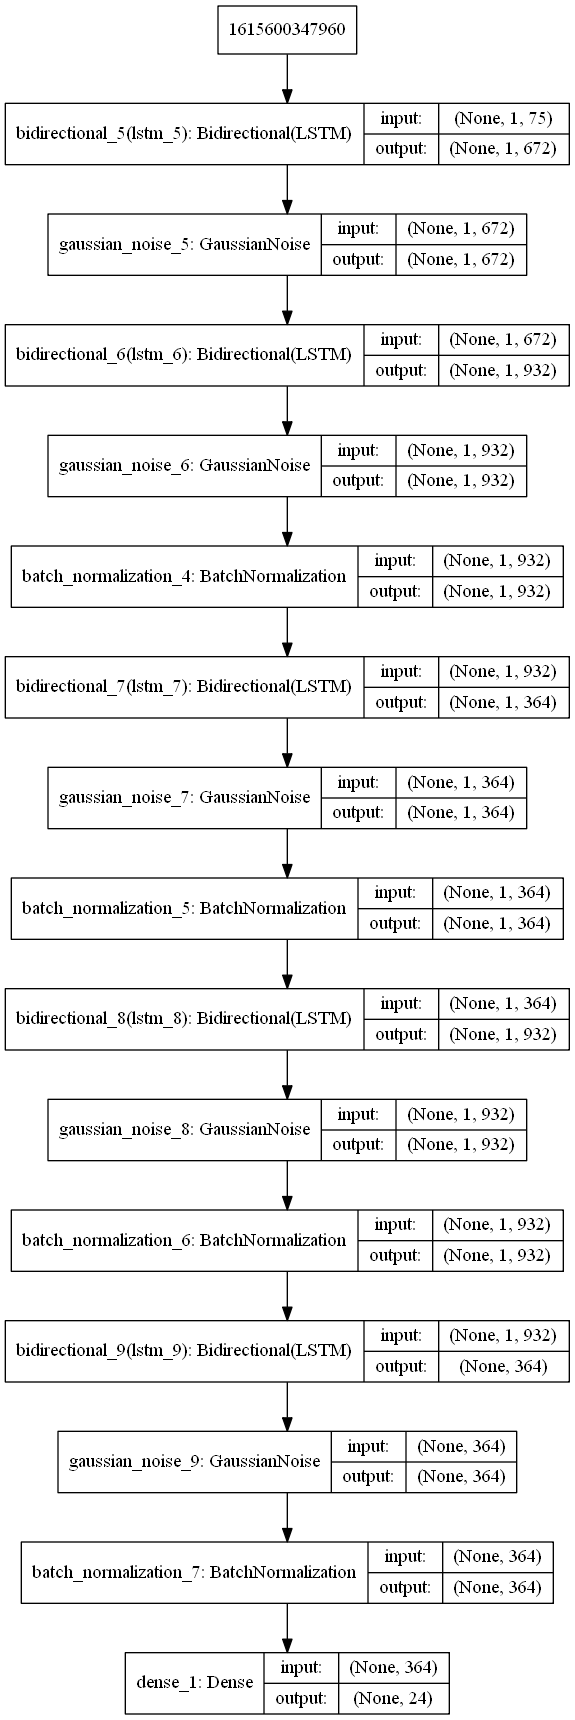 1615600347960
bidirectional_5(lstm_5): Bidirectional(LSTM)
input: (None, 1, 75)
output: (None, 1, 672)
gaussian_noise_5: GaussianNoise
input: (None, 1, 672)
output: (None, 1, 672)
bidirectional_6(lstm_6): Bidirectional(LSTM)
input: (None, 1, 672)
output: (None, 1, 932)
gaussian_noise_6: GaussianNoise
input: (None, 1, 932)
output: (None, 1, 932)
batch_normalization_4: BatchNormalization
input: (None, 1, 932)
output: (None, 1, 932)
bidirectional_7(lstm_7): Bidirectional(LSTM)
input: (None, 1, 932)
output: (None, 1, 364)
gaussian_noise_7: GaussianNoise
input: (None, 1, 364)
output: (None, 1, 364)
batch_normalization_5: BatchNormalization
input: (None, 1, 364)
output: (None, 1, 364)
bidirectional_8(lstm_8): Bidirectional(LSTM)
input: (None, 1, 364)
output: (None, 1, 932)
gaussian_noise_8: GaussianNoise
input: (None, 1, 932)
output: (None, 1, 932)
batch_normalization_6: BatchNormalization
input: (None, 1, 932)
output: (None, 1, 932)
bidirectional_9(lstm_9): Bidirectional(LSTM)
input: (None, 1, 932)
output: (None, 364)
gaussian_noise_9: GaussianNoise
input: (None, 364)
output: (None, 364)
batch_normalization_7: BatchNormalization
input: (None, 364)
output: (None, 364)
dense_1: Dense
input: (None, 364)
output: (None, 24)